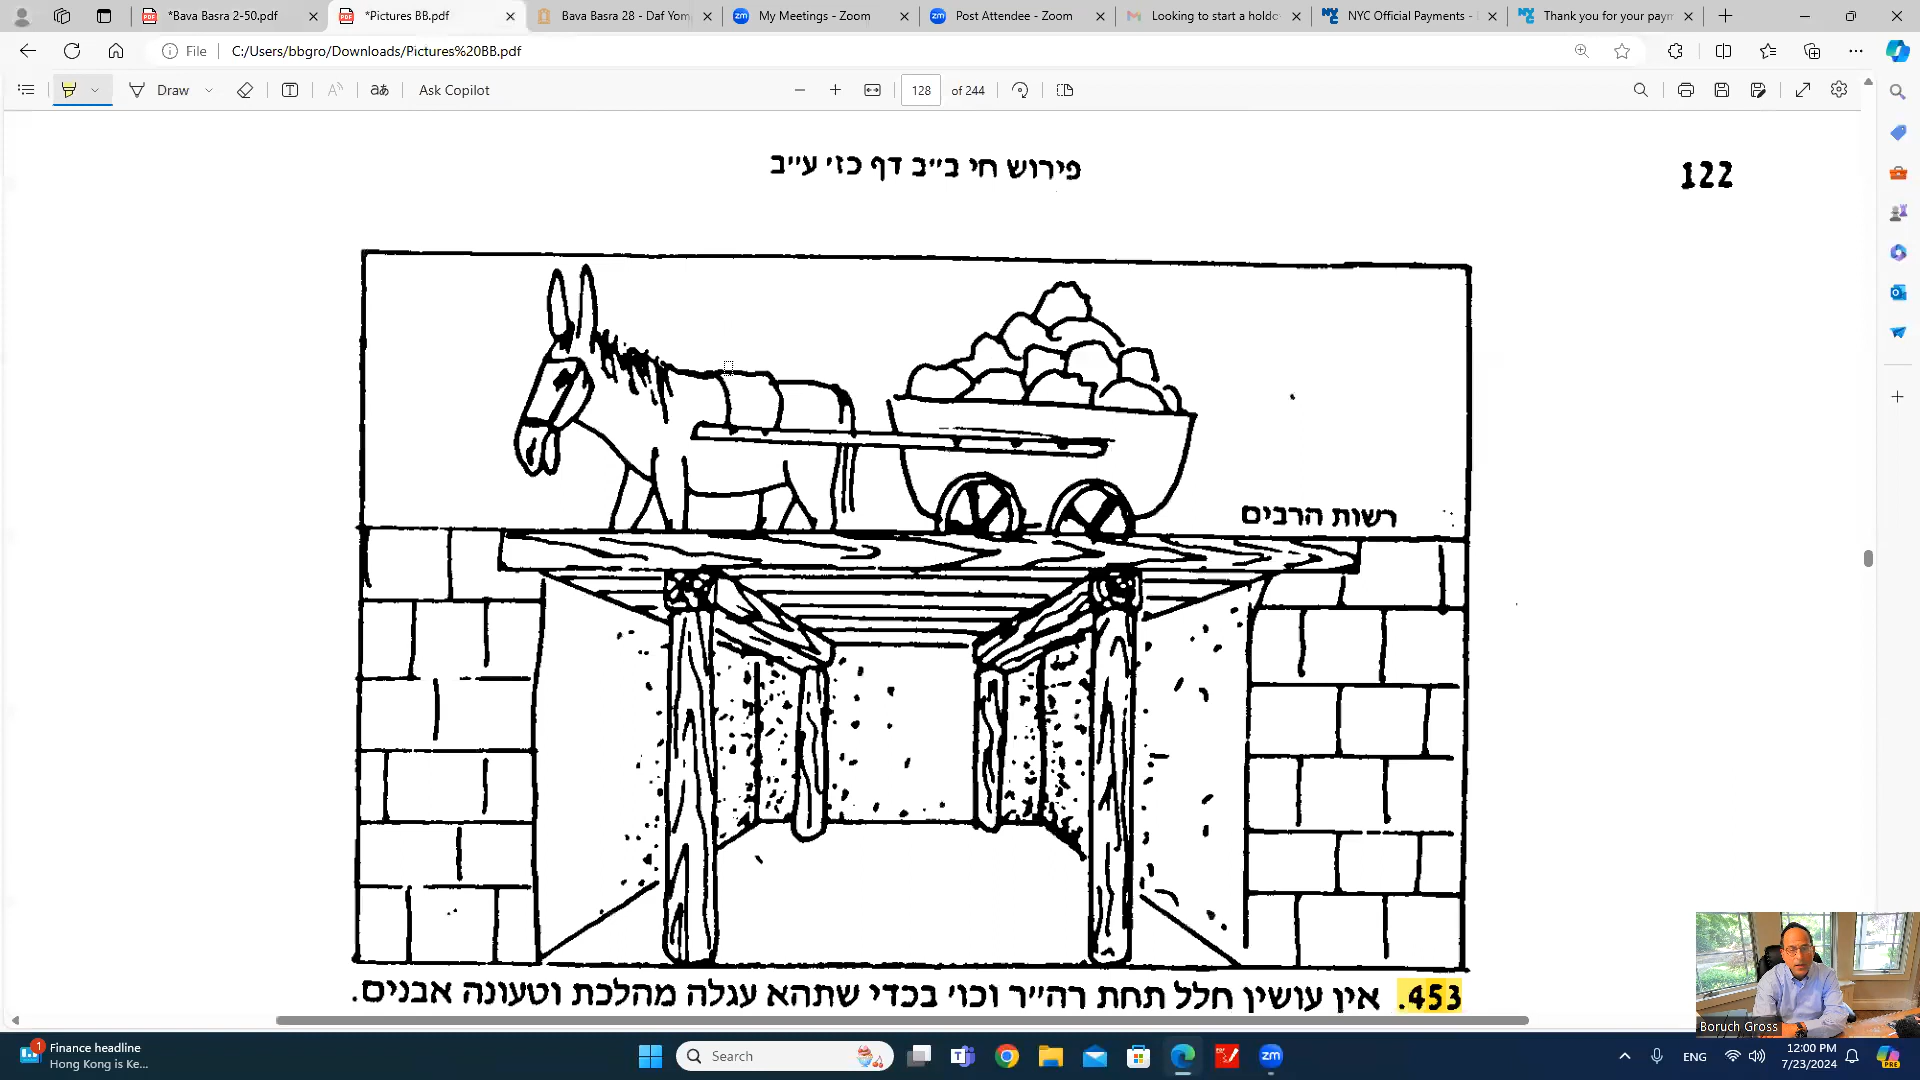 *Bava Basra 2-50.pdf
*Pictures BB.pdf
Bava Basra 28 - Daf Yom
My Meetings - Zoom
Post Attendee - Zoom
Looking to start a holdc
NYC Official Payments -
Thank you for your paym
File
C:/Users/bbgro/Downloads/Pictures%20BB.pdf
Draw
Ask Copilot
128
of 244
פירוש חי ב״ב דף כז׳ ע״ב
122
רשות הרבים
453. אין עושין חלל תחת רה״ר וכו׳ בכדי שתהא עגלה מהלכת וטעונה אבנים.
Boruch Gross
1
Finance headline
Hong Kong is Ke...
Search
zm
ENG
12:00 PM
7/23/2024
PRE